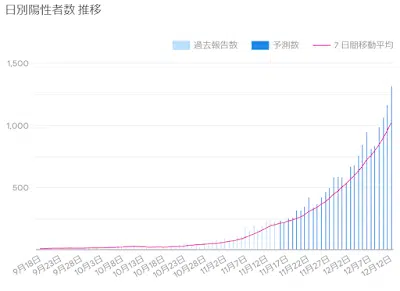 日別陽性者数 推移
過去報告数 予測数 7 日間移動平均
1,500
1,000
500
9月18日 9月23日 9月28日 10月3日 10月8日 10月13日 10月18日 10月23日 10月28日 11月2日 11月7日 11月12日 11月17日 11月22日 11月27日 12月2日 12月7日 12月12日